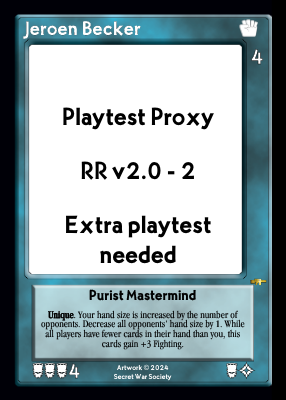 Jeroen Becker
4
Playtest Proxy
RR v2.0 - 2
Extra playtest
needed
Purist Mastermind
Unique. Your hand size is increased by the number of
opponents. Decrease all opponents' hand size by 1. While
all players have fewer cards in their hand than you, this
cards gain +3 Fighting.
4
Artwork © 2024
Secret War Society